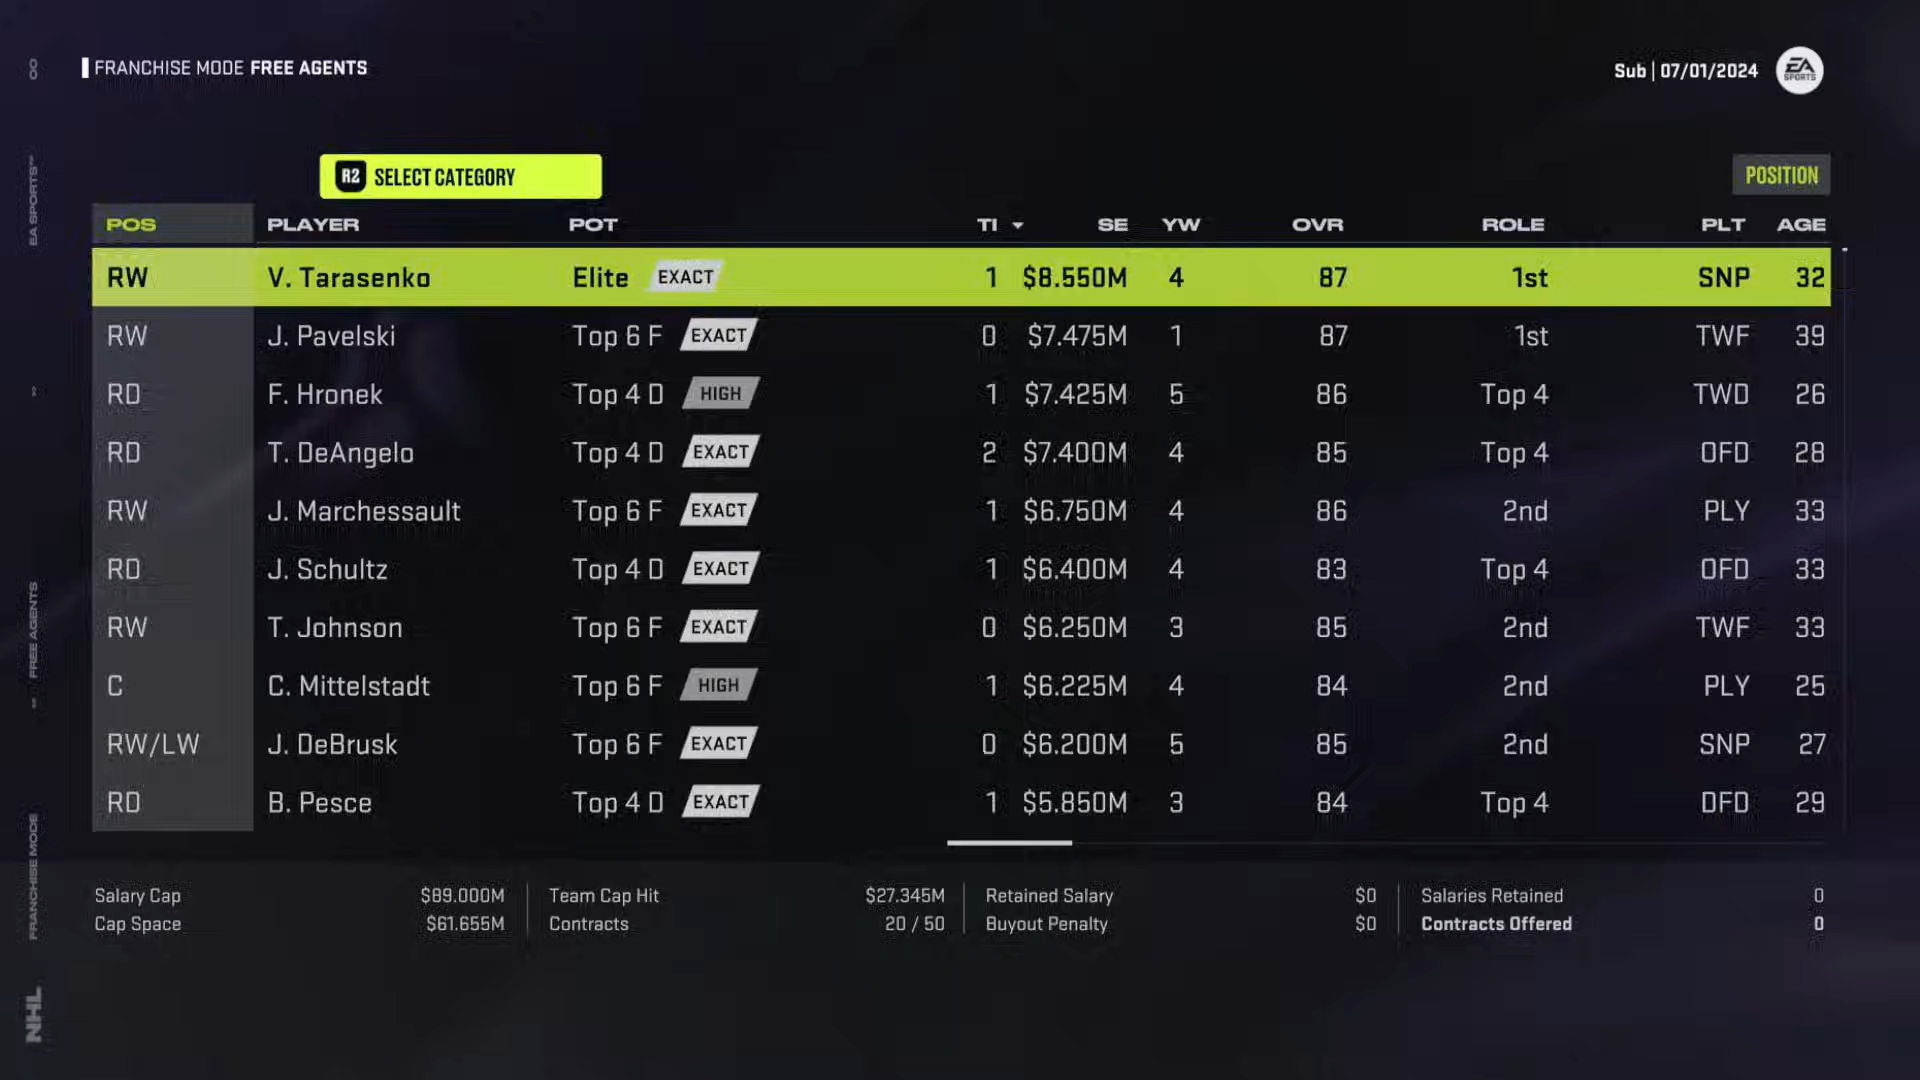 FRANCHISE MODE FREE AGENTS
Sub | 07/01/2024
EA SPORTS
R2 SELECT CATEGORY
POSITION
POS PLAYER POT TI SE YW OVR ROLE PLT AGE
RW V. Tarasenko Elite EXACT 1 $8.550M 4 87 1st SNP 32
RW J. Pavelski Top 6 F EXACT 0 $7.475M 1 87 1st TWF 39
RD F. Hronek Top 4 D HIGH 1 $7.425M 5 86 Top 4 TWD 26
RD T. DeAngelo Top 4 D EXACT 2 $7.400M 4 85 Top 4 OFD 28
RW J. Marchessault Top 6 F EXACT 1 $6.750M 4 86 2nd PLY 33
RD J. Schultz Top 4 D EXACT 1 $6.400M 4 83 Top 4 OFD 33
RW T. Johnson Top 6 F EXACT 0 $6.250M 3 85 2nd TWF 33
C C. Mittelstadt Top 6 F HIGH 1 $6.225M 4 84 2nd PLY 25
RW/LW J. DeBrusk Top 6 F EXACT 0 $6.200M 5 85 2nd SNP 27
RD B. Pesce Top 4 D EXACT 1 $5.850M 3 84 Top 4 DFD 29
Salary Cap $89.000M Team Cap Hit $27.345M Retained Salary $0 Salaries Retained 0
Cap Space $61.655M Contracts 20 / 50 Buyout Penalty $0 Contracts Offered 0
NHL
FRANCHISE MODE
FREE AGENTS
EA SPORTS™